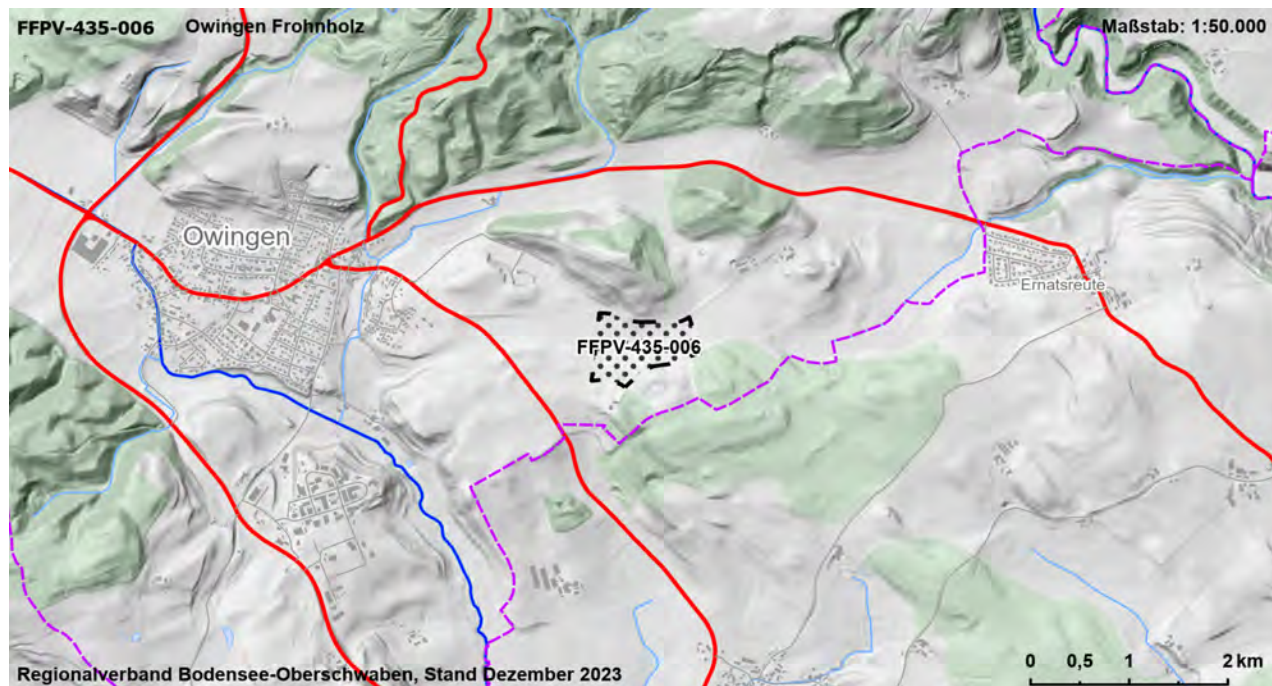 FFPV-435-006 Owingen Frohnholz Maßstab: 1:50.000
Owingen
Ernatsreute
FFPV-435-006
Regionalverband Bodensee-Oberschwaben, Stand Dezember 2023
0 0,5 1 2 km